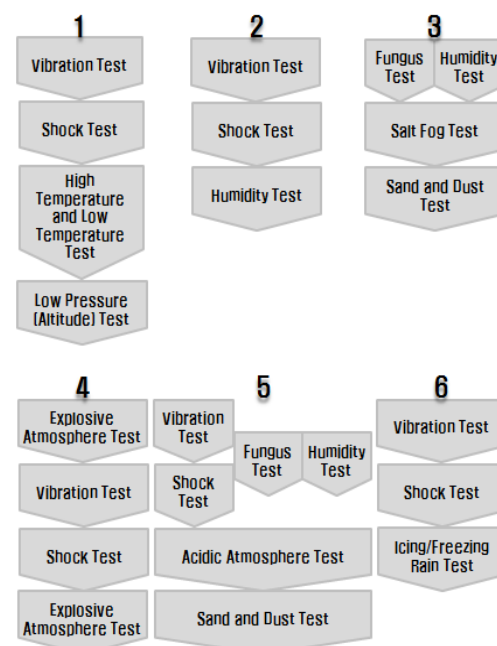 1
Vibration Test
Shock Test
High
Temperature
and Low
Temperature
Test
Low Pressure
(Altitude) Test
2
Vibration Test
Shock Test
Humidity Test
3
Fungus
Test
Humidity
Test
Salt Fog Test
Sand and Dust
Test
4
Explosive
Atmosphere Test
Vibration Test
Shock Test
Explosive
Atmosphere Test
5
Vibration
Test
Shock
Test
Fungus
Test
Humidity
Test
Acidic Atmosphere Test
Sand and Dust Test
6
Vibration Test
Shock Test
Icing/Freezing
Rain Test